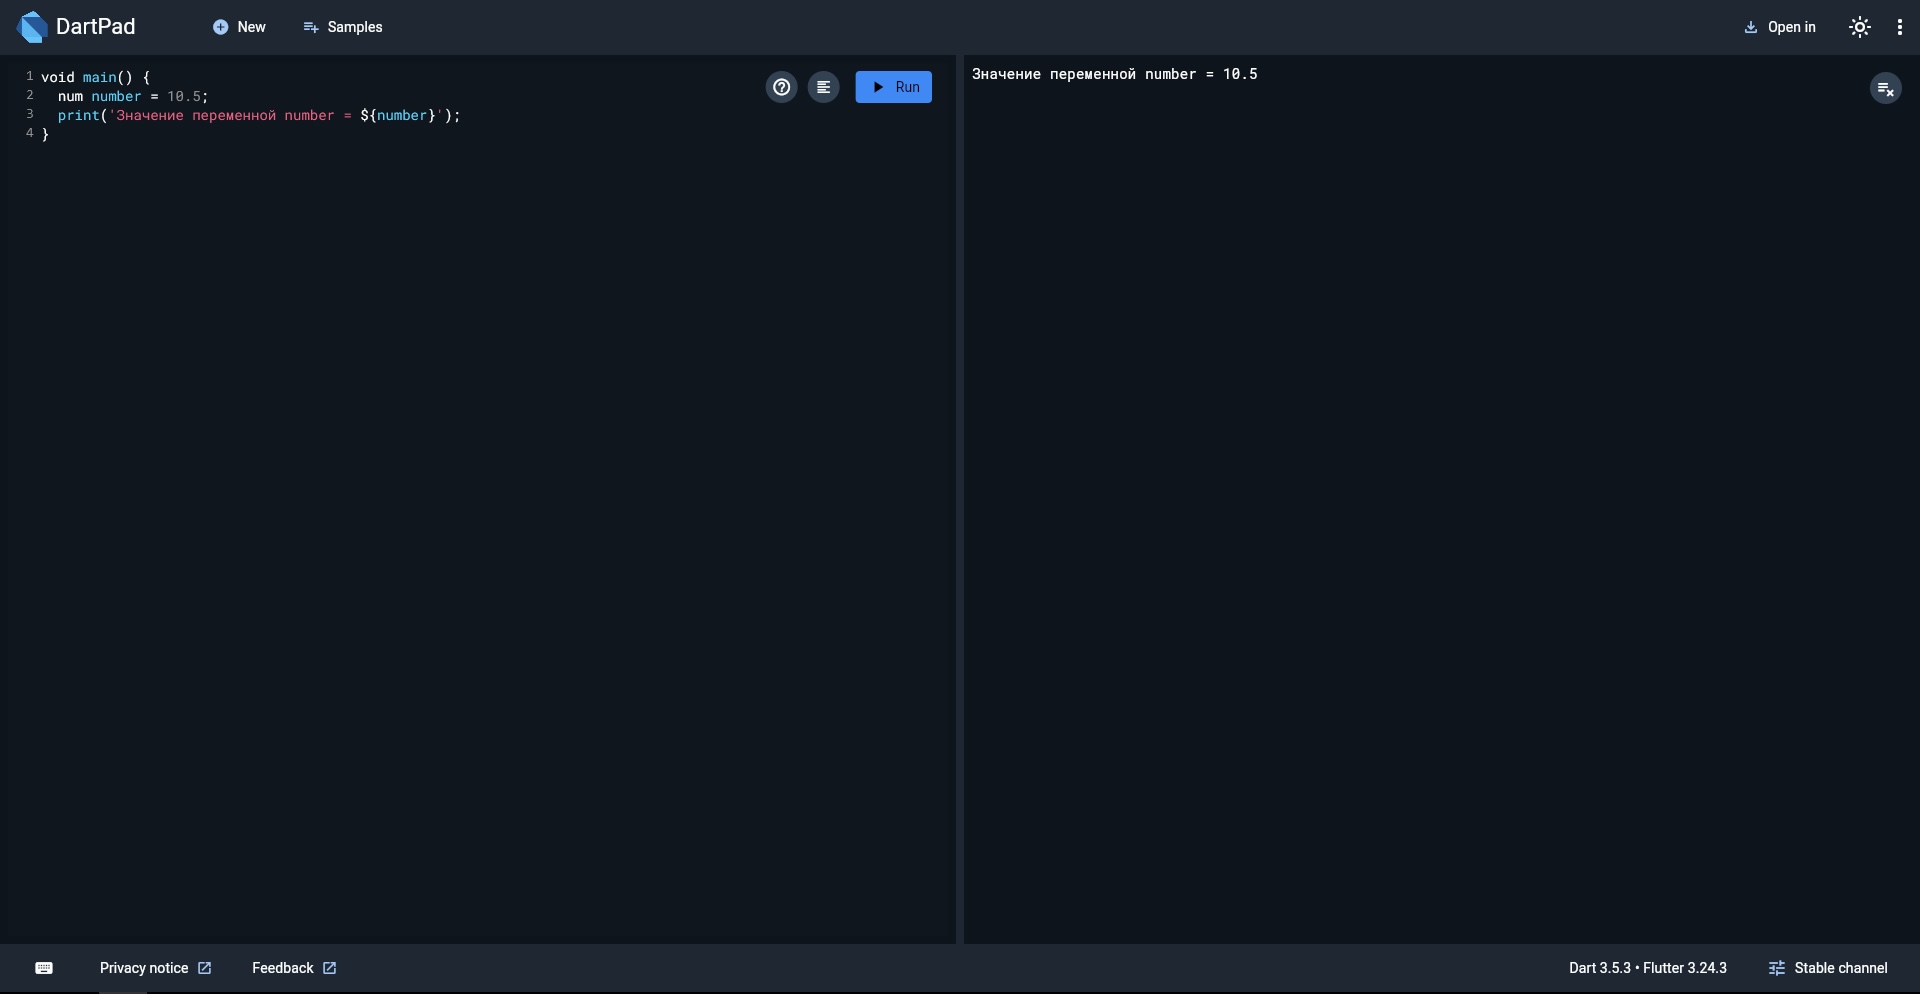 DartPad
New
Samples
Open in
1 void main() {
2   num number = 10.5;
3   print('Значение переменной number = ${number}');
4 }
Run
Значение переменной number = 10.5
Privacy notice
Feedback
Dart 3.5.3 • Flutter 3.24.3
Stable channel